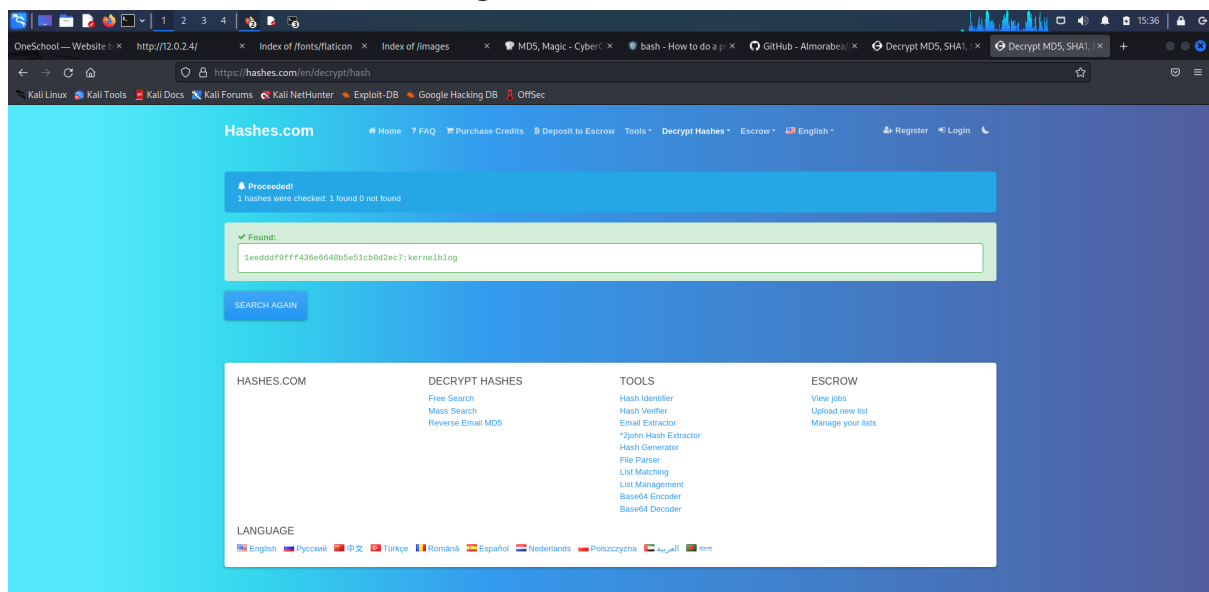 1 2 3 4
15:36
OneSchool — Website b
http://12.0.2.4/
Index of /fonts/flaticon
Index of /images
MD5, Magic - CyberC
bash - How to do a pr
GitHub - Almorabea/
Decrypt MD5, SHA1,
Decrypt MD5, SHA1,
https://hashes.com/en/decrypt/hash
Kali Linux Kali Tools Kali Docs Kali Forums Kali NetHunter Exploit-DB Google Hacking DB OffSec
Hashes.com Home ? FAQ Purchase Credits Deposit to Escrow Tools Decrypt Hashes Escrow English Register Login
Proceeded!
1 hashes were checked: 1 found 0 not found
Found:
1eedddf9fff436e6648b5e51cb0d2ec7:kernelblog
SEARCH AGAIN
HASHES.COM DECRYPT HASHES TOOLS ESCROW
Free Search Hash Identifier View jobs
Mass Search Hash Verifier Upload new list
Reverse Email MD5 Email Extractor Manage your lists
*2john Hash Extractor
Hash Generator
File Parser
List Matching
List Management
Base64 Encoder
Base64 Decoder
LANGUAGE
English Русский 中文 Türkçe Română Español Nederlands Polszczyzna العربية বাংলা